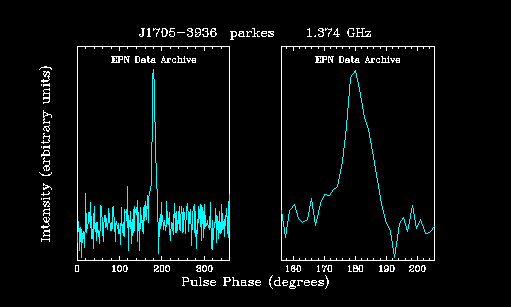 J1705-3936 parkes 1.374 GHz
EPN Data Archive EPN Data Archive
Intensity (arbitrary units)
0 100 200 300 160 170 180 190 200
Pulse Phase (degrees)